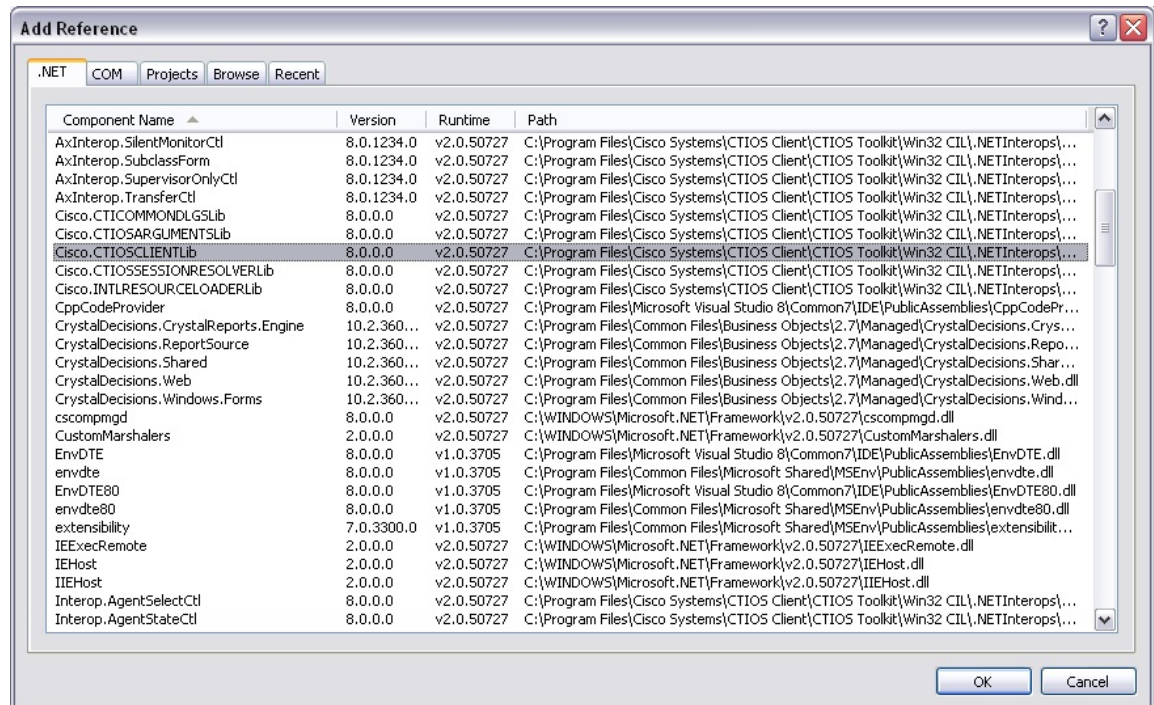 Add Reference
.NET COM Projects Browse Recent
Component Name Version Runtime Path
AxInterop.SilentMonitorCtl 8.0.1234.0 v2.0.50727 C:\Program Files\Cisco Systems\CTIOS Client\CTIOS Toolkit\Win32 CIL\.NETInterops\...
AxInterop.SubclassForm 8.0.1234.0 v2.0.50727 C:\Program Files\Cisco Systems\CTIOS Client\CTIOS Toolkit\Win32 CIL\.NETInterops\...
AxInterop.SupervisorOnlyCtl 8.0.1234.0 v2.0.50727 C:\Program Files\Cisco Systems\CTIOS Client\CTIOS Toolkit\Win32 CIL\.NETInterops\...
AxInterop.TransferCtl 8.0.1234.0 v2.0.50727 C:\Program Files\Cisco Systems\CTIOS Client\CTIOS Toolkit\Win32 CIL\.NETInterops\...
Cisco.CTICOMMONDLGSLib 8.0.0.0 v2.0.50727 C:\Program Files\Cisco Systems\CTIOS Client\CTIOS Toolkit\Win32 CIL\.NETInterops\...
Cisco.CTIOSARGUMENTSLib 8.0.0.0 v2.0.50727 C:\Program Files\Cisco Systems\CTIOS Client\CTIOS Toolkit\Win32 CIL\.NETInterops\...
Cisco.CTIOSCLIENTLib 8.0.0.0 v2.0.50727 C:\Program Files\Cisco Systems\CTIOS Client\CTIOS Toolkit\Win32 CIL\.NETInterops\...
Cisco.CTIOSSESSIONRESOLVERLib 8.0.0.0 v2.0.50727 C:\Program Files\Cisco Systems\CTIOS Client\CTIOS Toolkit\Win32 CIL\.NETInterops\...
Cisco.INTLRESOURCELOADERLib 8.0.0.0 v2.0.50727 C:\Program Files\Cisco Systems\CTIOS Client\CTIOS Toolkit\Win32 CIL\.NETInterops\...
CppCodeProvider 8.0.0.0 v2.0.50727 C:\Program Files\Microsoft Visual Studio 8\Common7\IDE\PublicAssemblies\CppCodePr...
CrystalDecisions.CrystalReports.Engine 10.2.360... v2.0.50727 C:\Program Files\Common Files\Business Objects\2.7\Managed\CrystalDecisions.Crys...
CrystalDecisions.ReportSource 10.2.360... v2.0.50727 C:\Program Files\Common Files\Business Objects\2.7\Managed\CrystalDecisions.Repo...
CrystalDecisions.Shared 10.2.360... v2.0.50727 C:\Program Files\Common Files\Business Objects\2.7\Managed\CrystalDecisions.Shar...
CrystalDecisions.Web 10.2.360... v2.0.50727 C:\Program Files\Common Files\Business Objects\2.7\Managed\CrystalDecisions.Web.dll
CrystalDecisions.Windows.Forms 10.2.360... v2.0.50727 C:\Program Files\Common Files\Business Objects\2.7\Managed\CrystalDecisions.Wind...
cscompmgd 8.0.0.0 v2.0.50727 C:\WINDOWS\Microsoft.NET\Framework\v2.0.50727\cscompmgd.dll
CustomMarshalers 2.0.0.0 v2.0.50727 C:\WINDOWS\Microsoft.NET\Framework\v2.0.50727\CustomMarshalers.dll
EnvDTE 8.0.0.0 v1.0.3705 C:\Program Files\Microsoft Visual Studio 8\Common7\IDE\PublicAssemblies\EnvDTE.dll
envdte 8.0.0.0 v1.0.3705 C:\Program Files\Common Files\Microsoft Shared\MSEnv\PublicAssemblies\envdte.dll
EnvDTE80 8.0.0.0 v1.0.3705 C:\Program Files\Microsoft Visual Studio 8\Common7\IDE\PublicAssemblies\EnvDTE80.dll
envdte80 8.0.0.0 v1.0.3705 C:\Program Files\Common Files\Microsoft Shared\MSEnv\PublicAssemblies\envdte80.dll
extensibility 7.0.3300.0 v1.0.3705 C:\Program Files\Common Files\Microsoft Shared\MSEnv\PublicAssemblies\extensibilit...
IEExecRemote 2.0.0.0 v2.0.50727 C:\WINDOWS\Microsoft.NET\Framework\v2.0.50727\IEExecRemote.dll
IEHost 2.0.0.0 v2.0.50727 C:\WINDOWS\Microsoft.NET\Framework\v2.0.50727\IEHost.dll
IIEHost 2.0.0.0 v2.0.50727 C:\WINDOWS\Microsoft.NET\Framework\v2.0.50727\IIEHost.dll
Interop.AgentSelectCtl 8.0.0.0 v2.0.50727 C:\Program Files\Cisco Systems\CTIOS Client\CTIOS Toolkit\Win32 CIL\.NETInterops\...
Interop.AgentStateCtl 8.0.0.0 v2.0.50727 C:\Program Files\Cisco Systems\CTIOS Client\CTIOS Toolkit\Win32 CIL\.NETInterops\...
OK Cancel